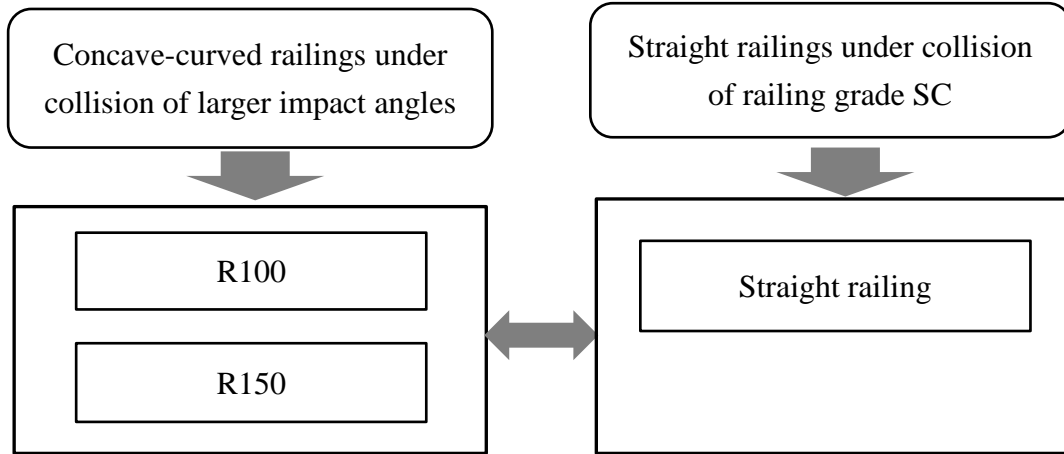 Concave-curved railings under
collision of larger impact angles
Straight railings under collision
of railing grade SC
R100
R150
Straight railing